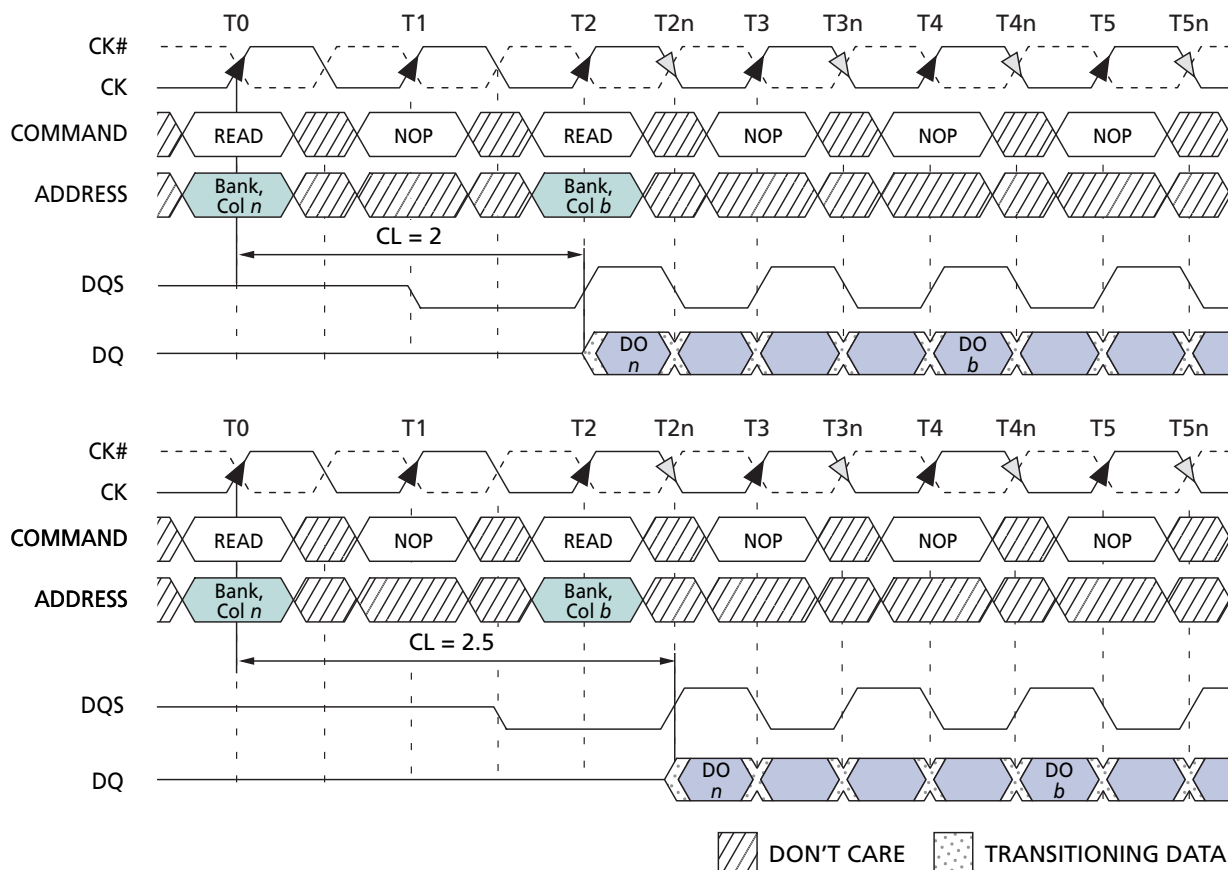 T0 T1 T2 T2n T3 T3n T4 T4n T5 T5n
CK#
CK
COMMAND READ NOP READ NOP NOP NOP
ADDRESS Bank, Col n Bank, Col b
CL = 2
DQS
DQ DO n DO b
T0 T1 T2 T2n T3 T3n T4 T4n T5 T5n
CK#
CK
COMMAND READ NOP READ NOP NOP NOP
ADDRESS Bank, Col n Bank, Col b
CL = 2.5
DQS
DQ DO n DO b
DON'T CARE TRANSITIONING DATA